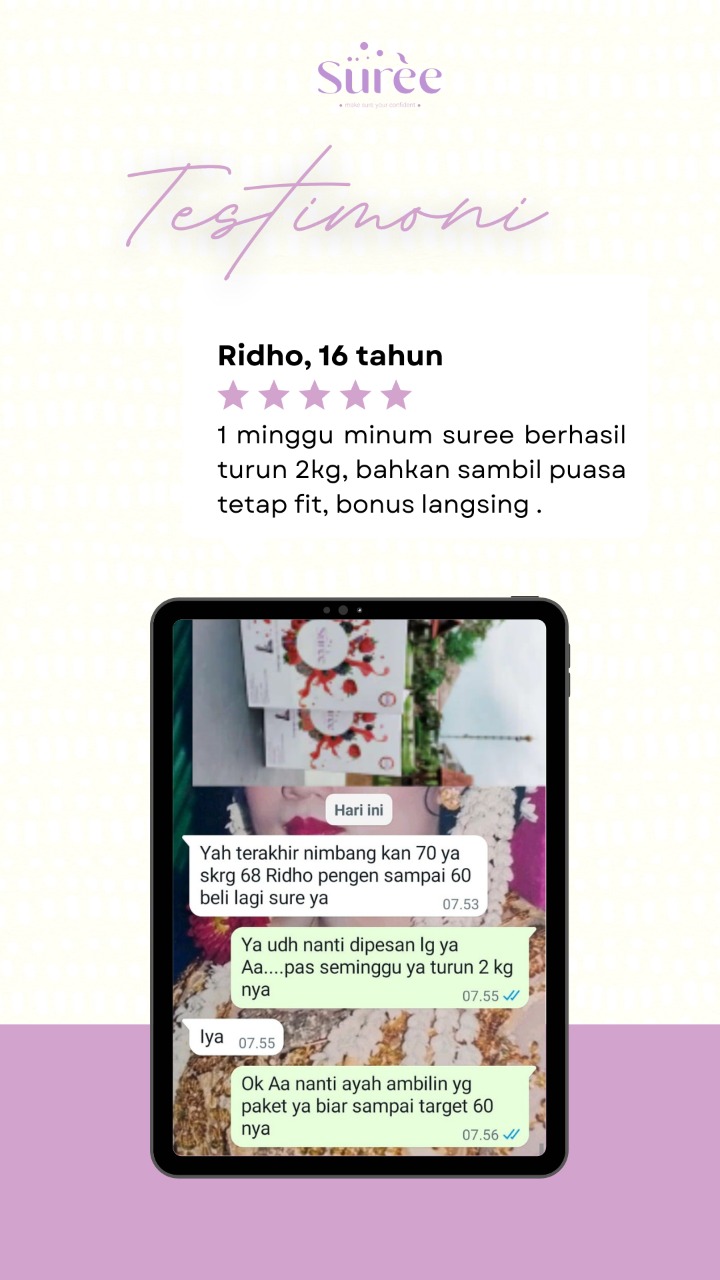 Sürèe
• make sure your confident •
Testimoni
Ridho, 16 tahun
1 minggu minum suree berhasil
turun 2kg, bahkan sambil puasa
tetap fit, bonus langsing .
Hari ini
Yah terakhir nimbang kan 70 ya
skrg 68 Ridho pengen sampai 60
beli lagi sure ya
07.53
Ya udh nanti dipesan lg ya
Aa....pas seminggu ya turun 2 kg
nya
07.55
Iya
07.55
Ok Aa nanti ayah ambilin yg
paket ya biar sampai target 60
nya
07.56